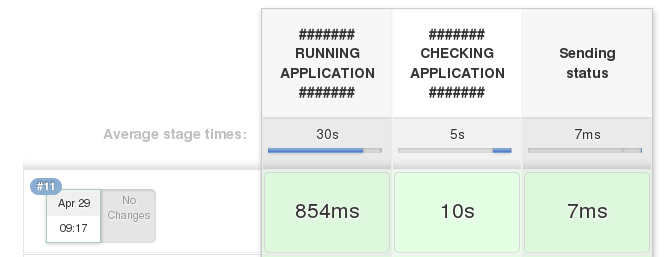 #######
RUNNING
APPLICATION
#######
#######
CHECKING
APPLICATION
#######
Sending
status
Average stage times:
30s
5s
7ms
#11
Apr 29
09:17
No
Changes
854ms
10s
7ms